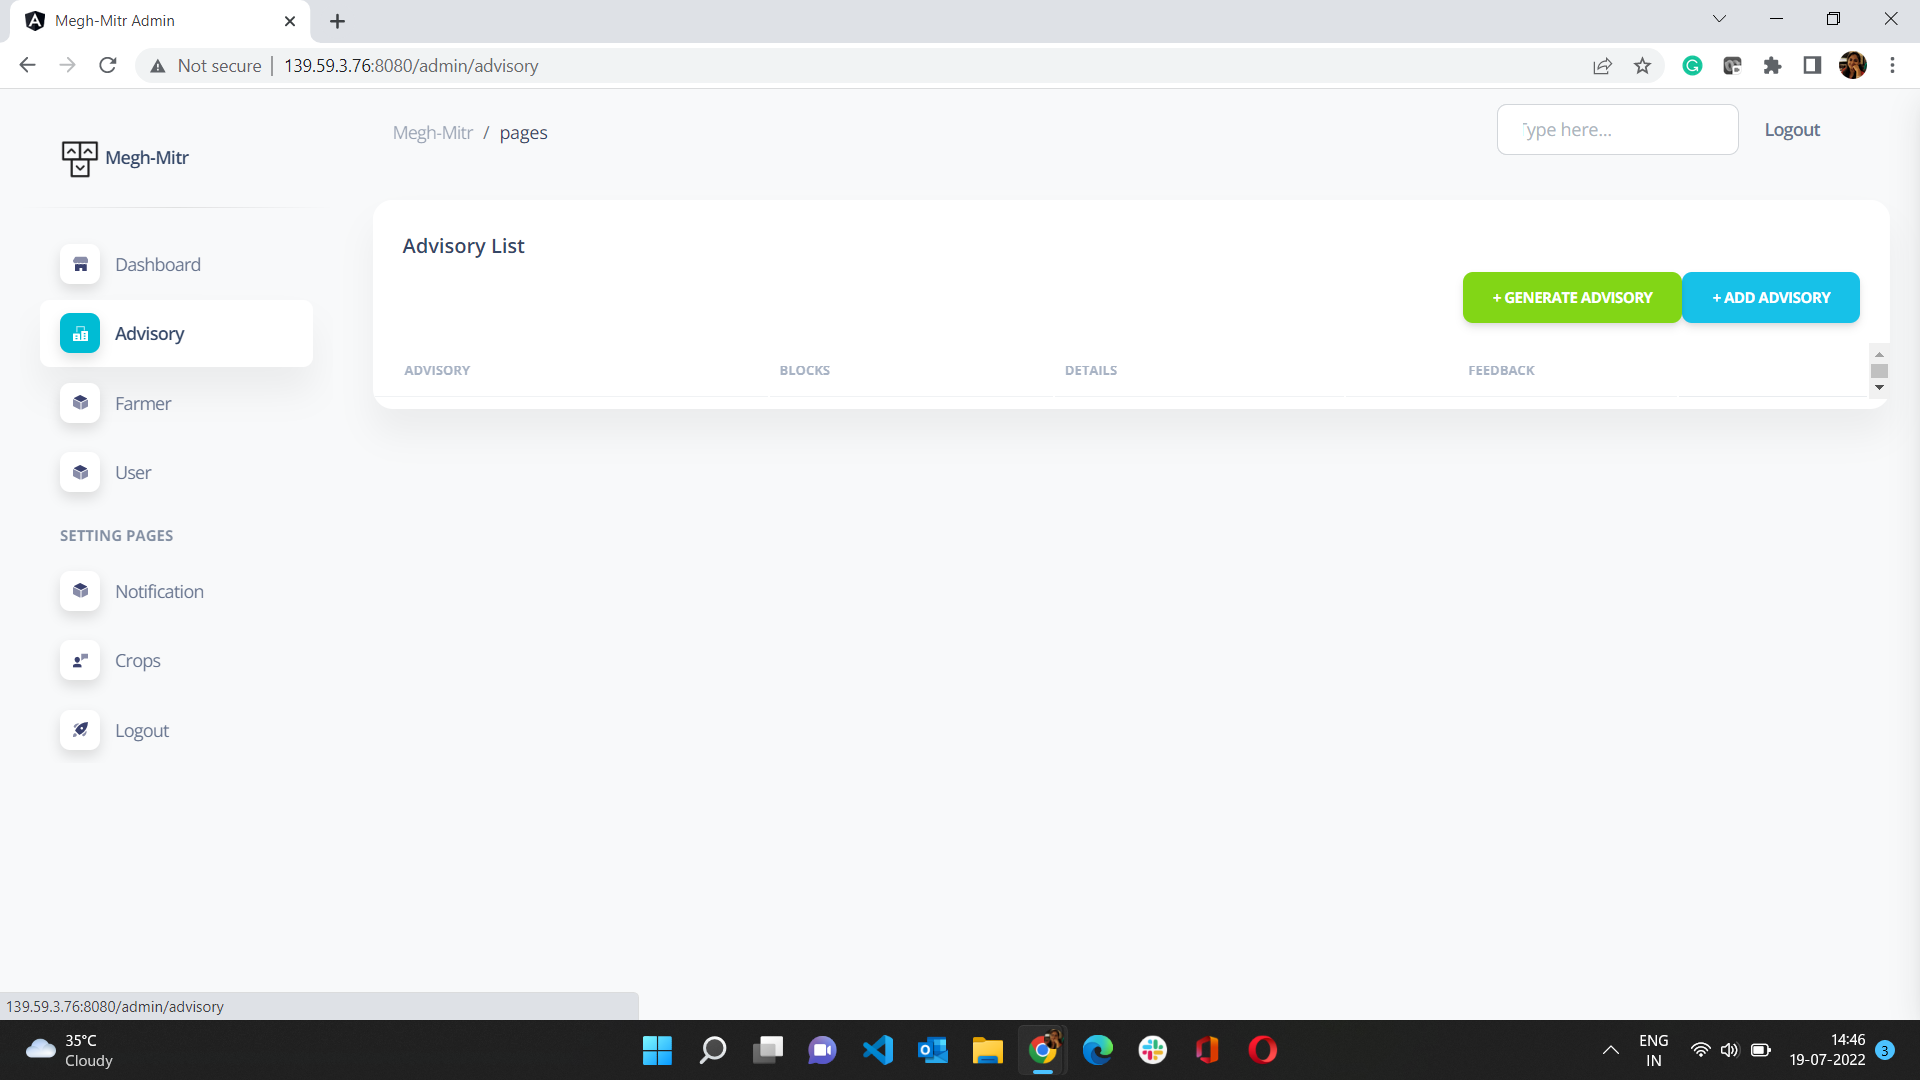 Megh-Mitr Admin
Not secure
139.59.3.76:8080/admin/advisory
Megh-Mitr
Megh-Mitr / pages
Type here...
Logout
Dashboard
Advisory
Farmer
User
SETTING PAGES
Notification
Crops
Logout
Advisory List
+ GENERATE ADVISORY
+ ADD ADVISORY
ADVISORY BLOCKS DETAILS FEEDBACK
139.59.3.76:8080/admin/advisory
35°C
Cloudy
ENG
IN
14:46
19-07-2022
3